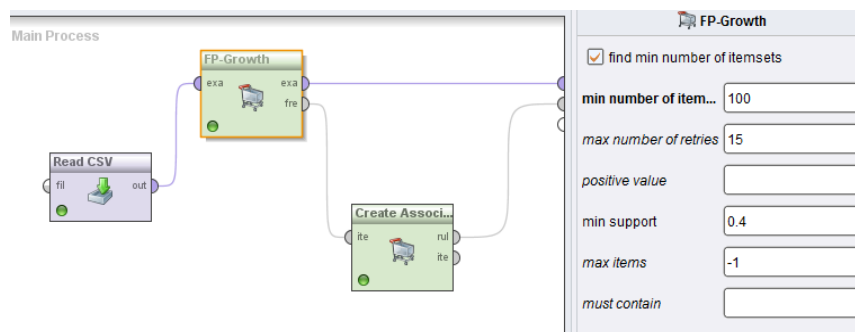 Main Process
FP-Growth
exa
exa
fre
Read CSV
fil
out
Create Associ...
ite
rul
ite
FP-Growth
find min number of itemsets
min number of item... 100
max number of retries 15
positive value
min support 0.4
max items -1
must contain